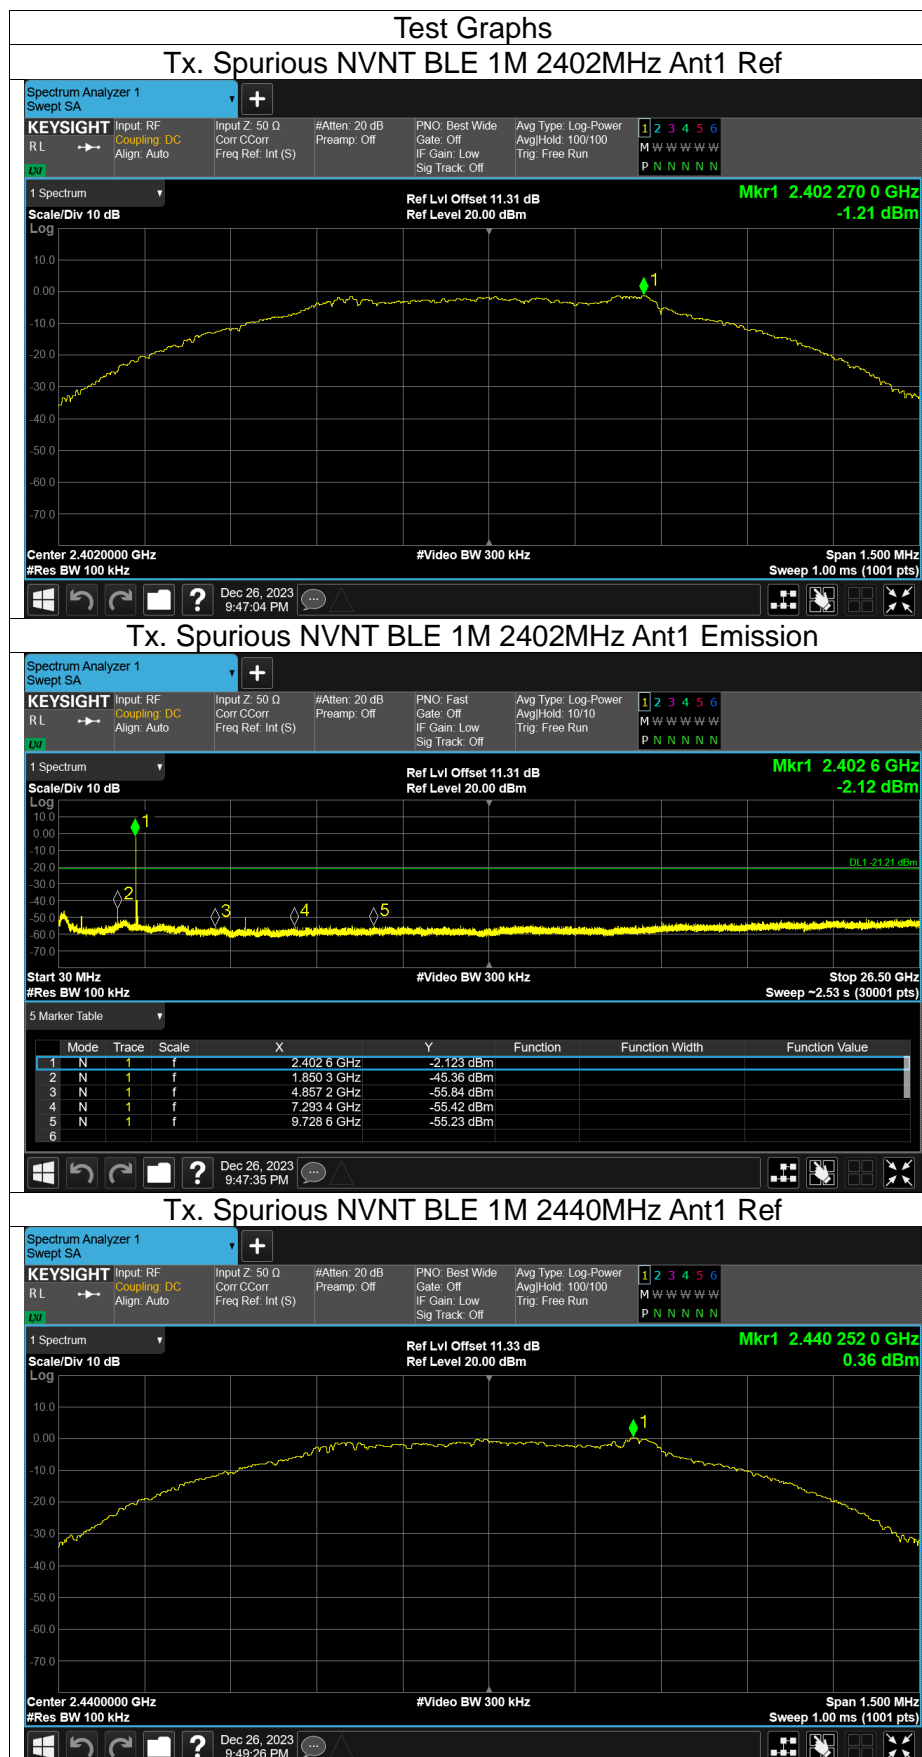 Test Graphs
Tx. Spurious NVNT BLE 1M 2402MHz Ant1 Ref
Spectrum Analyzer 1
Swept SA
KEYSIGHT Input: RF Input Z: 50 Ω #Atten: 20 dB PNO: Best Wide Avg Type: Log-Power 1 2 3 4 5 6
RL Coupling: DC Corr CCorr Preamp: Off Gate: Off Avg|Hold: 100/100 M W W W W W
Align: Auto Freq Ref: Int (S) IF Gain: Low Trig: Free Run
LXI Sig Track: Off P N N N N N
1 Spectrum
Scale/Div 10 dB
Ref Lvl Offset 11.31 dB
Ref Level 20.00 dBm
Mkr1 2.402 270 0 GHz
-1.21 dBm
Log
10.0
1
0.00
-10.0
-20.0
-30.0
-40.0
-50.0
-60.0
-70.0
Center 2.4020000 GHz #Video BW 300 kHz Span 1.500 MHz
#Res BW 100 kHz Sweep 1.00 ms (1001 pts)
? Dec 26, 2023
9:47:04 PM
Tx. Spurious NVNT BLE 1M 2402MHz Ant1 Emission
Spectrum Analyzer 1
Swept SA
KEYSIGHT Input: RF Input Z: 50 Ω #Atten: 20 dB PNO: Fast Avg Type: Log-Power 1 2 3 4 5 6
RL Coupling: DC Corr CCorr Preamp: Off Gate: Off Avg|Hold: 10/10 M W W W W W
Align: Auto Freq Ref: Int (S) IF Gain: Low Trig: Free Run
LXI Sig Track: Off P N N N N N
1 Spectrum
Scale/Div 10 dB
Ref Lvl Offset 11.31 dB
Ref Level 20.00 dBm
Mkr1 2.402 6 GHz
-2.12 dBm
Log
10.0 1
0.00
-10.0
-20.0 DL1 -21.21 dBm
-30.0
-40.0 2
-50.0 3 4 5
-60.0
-70.0
Start 30 MHz #Video BW 300 kHz Stop 26.50 GHz
#Res BW 100 kHz Sweep ~2.53 s (30001 pts)
5 Marker Table
Mode Trace Scale X Y Function Function Width Function Value
1 N 1 f 2.402 6 GHz -2.123 dBm
2 N 1 f 1.850 3 GHz -45.36 dBm
3 N 1 f 4.857 2 GHz -55.84 dBm
4 N 1 f 7.293 4 GHz -55.42 dBm
5 N 1 f 9.728 6 GHz -55.23 dBm
6
? Dec 26, 2023
9:47:35 PM
Tx. Spurious NVNT BLE 1M 2440MHz Ant1 Ref
Spectrum Analyzer 1
Swept SA
KEYSIGHT Input: RF Input Z: 50 Ω #Atten: 20 dB PNO: Best Wide Avg Type: Log-Power 1 2 3 4 5 6
RL Coupling: DC Corr CCorr Preamp: Off Gate: Off Avg|Hold: 100/100 M W W W W W
Align: Auto Freq Ref: Int (S) IF Gain: Low Trig: Free Run
LXI Sig Track: Off P N N N N N
1 Spectrum
Scale/Div 10 dB
Ref Lvl Offset 11.33 dB
Ref Level 20.00 dBm
Mkr1 2.440 252 0 GHz
0.36 dBm
Log
10.0
1
0.00
-10.0
-20.0
-30.0
-40.0
-50.0
-60.0
-70.0
Center 2.4400000 GHz #Video BW 300 kHz Span 1.500 MHz
#Res BW 100 kHz Sweep 1.00 ms (1001 pts)
? Dec 26, 2023
9:49:26 PM